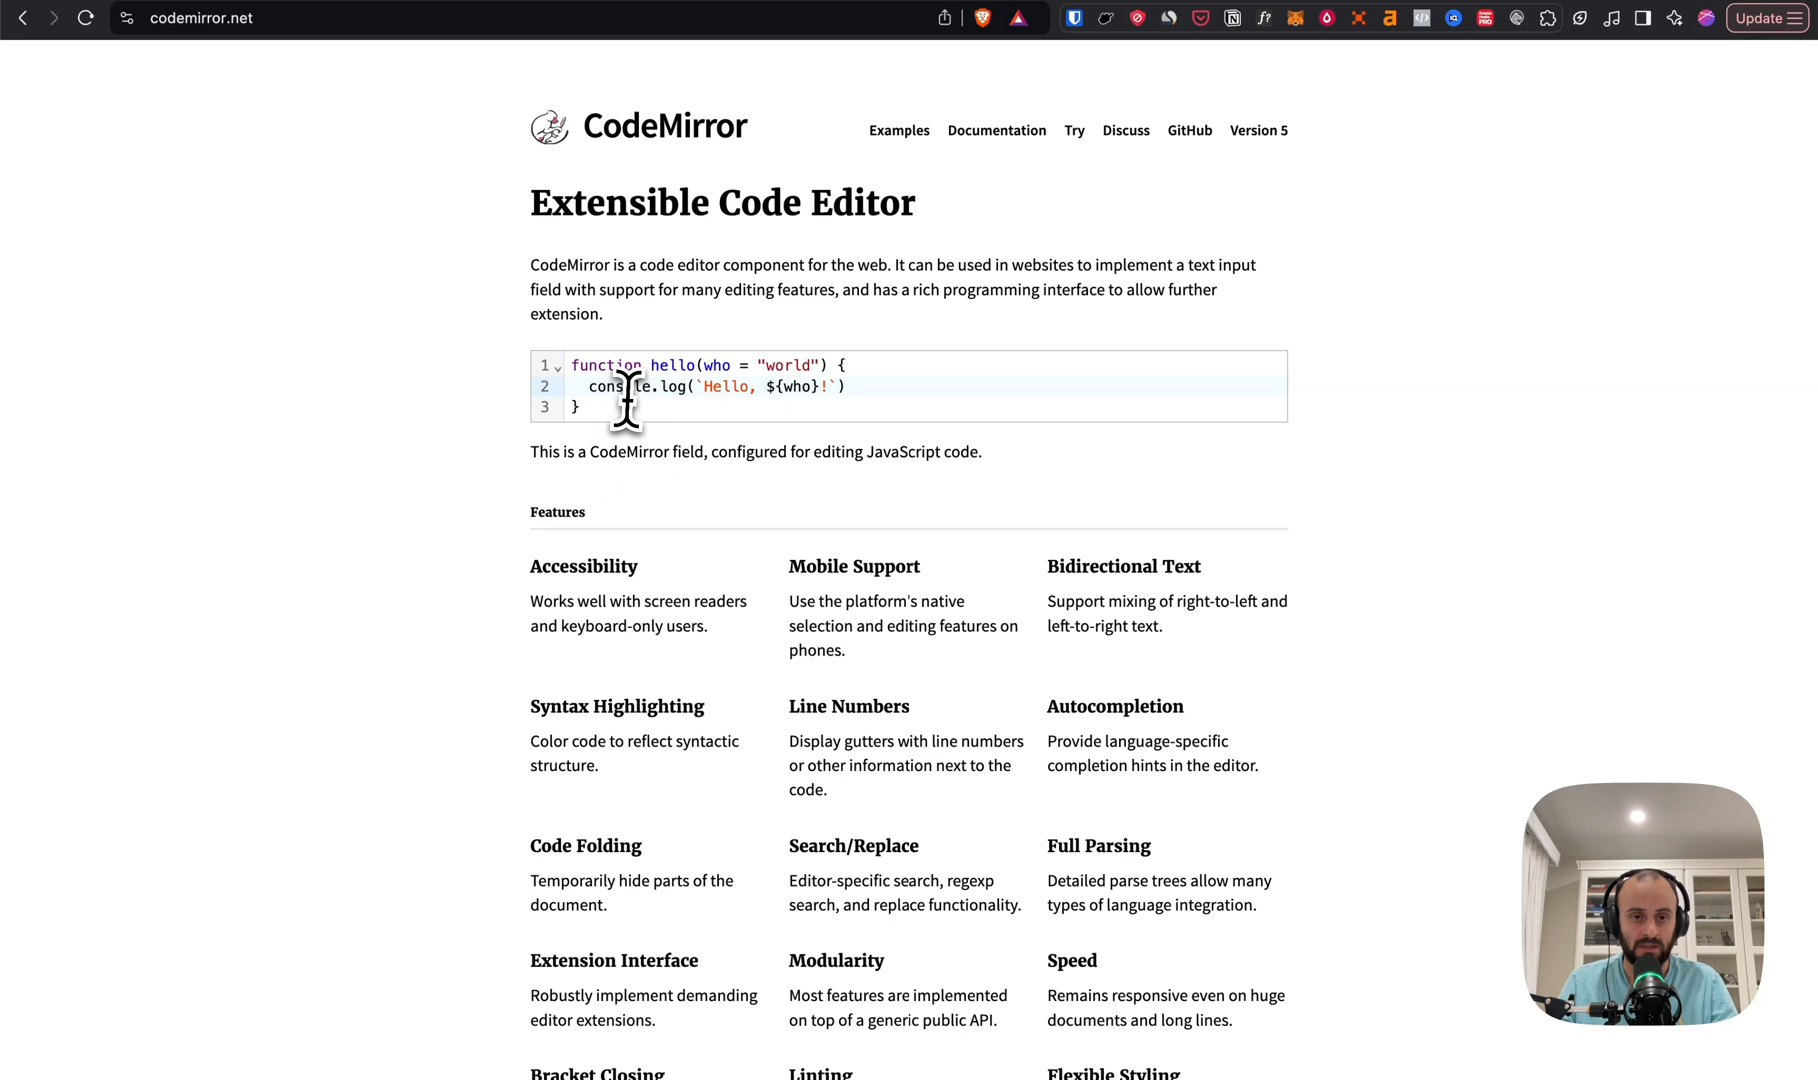 codemirror.net
Update
CodeMirror
Examples Documentation Try Discuss GitHub Version 5
Extensible Code Editor
CodeMirror is a code editor component for the web. It can be used in websites to implement a text input
field with support for many editing features, and has a rich programming interface to allow further
extension.
1 function hello(who = "world") {
2 console.log(`Hello, ${who}!`)
3 }
This is a CodeMirror field, configured for editing JavaScript code.
Features
Accessibility
Works well with screen readers
and keyboard-only users.
Mobile Support
Use the platform's native
selection and editing features on
phones.
Bidirectional Text
Support mixing of right-to-left and
left-to-right text.
Syntax Highlighting
Color code to reflect syntactic
structure.
Line Numbers
Display gutters with line numbers
or other information next to the
code.
Autocompletion
Provide language-specific
completion hints in the editor.
Code Folding
Temporarily hide parts of the
document.
Search/Replace
Editor-specific search, regexp
search, and replace functionality.
Full Parsing
Detailed parse trees allow many
types of language integration.
Extension Interface
Robustly implement demanding
editor extensions.
Modularity
Most features are implemented
on top of a generic public API.
Speed
Remains responsive even on huge
documents and long lines.
Bracket Closing
Linting
Flexible Styling